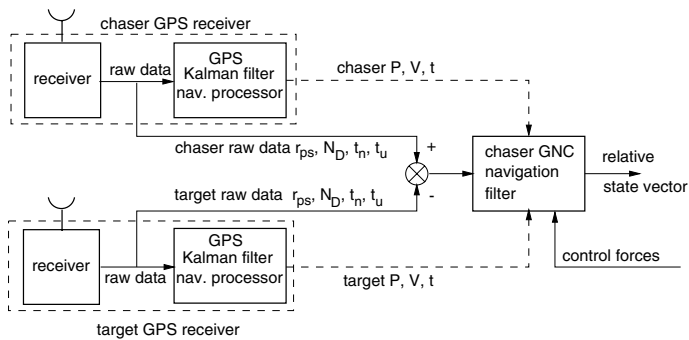 chaser GPS receiver
receiver
raw data
GPS
Kalman filter
nav. processor
chaser P, V, t
chaser raw data r_ps, N_D, t_n, t_u
+
chaser GNC
navigation
filter
relative
state vector
target raw data r_ps, N_D, t_n, t_u
-
receiver
raw data
GPS
Kalman filter
nav. processor
control forces
target P, V, t
target GPS receiver